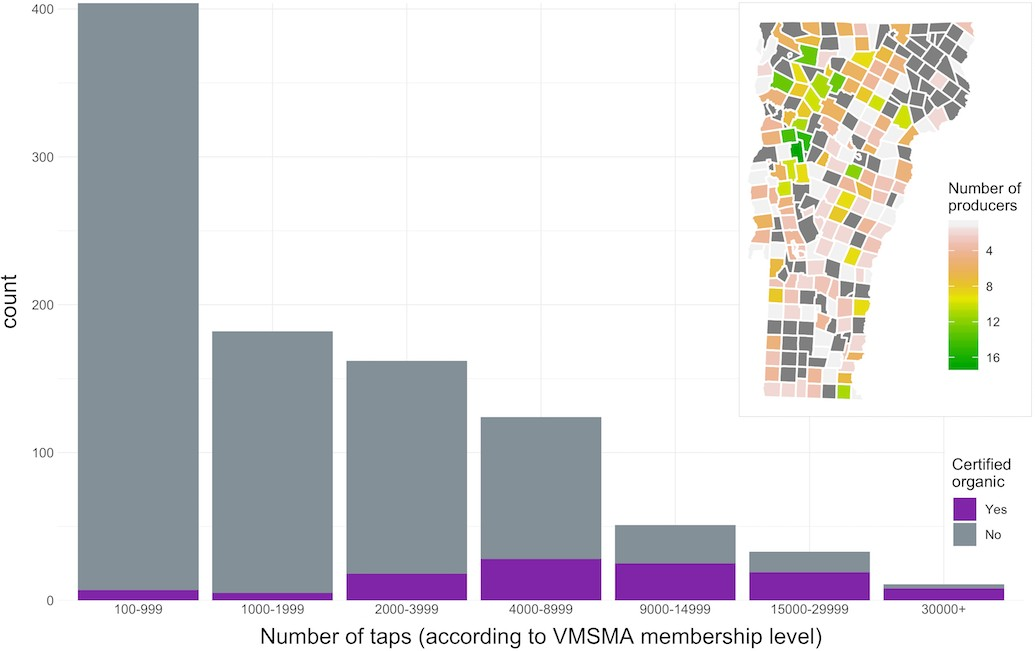 400
300
200
100
0
count
100-999
1000-1999
2000-3999
4000-8999
9000-14999
15000-29999
30000+
Number of taps (according to VMSMA membership level)
Number of
producers
4
8
12
16
Certified
organic
Yes
No